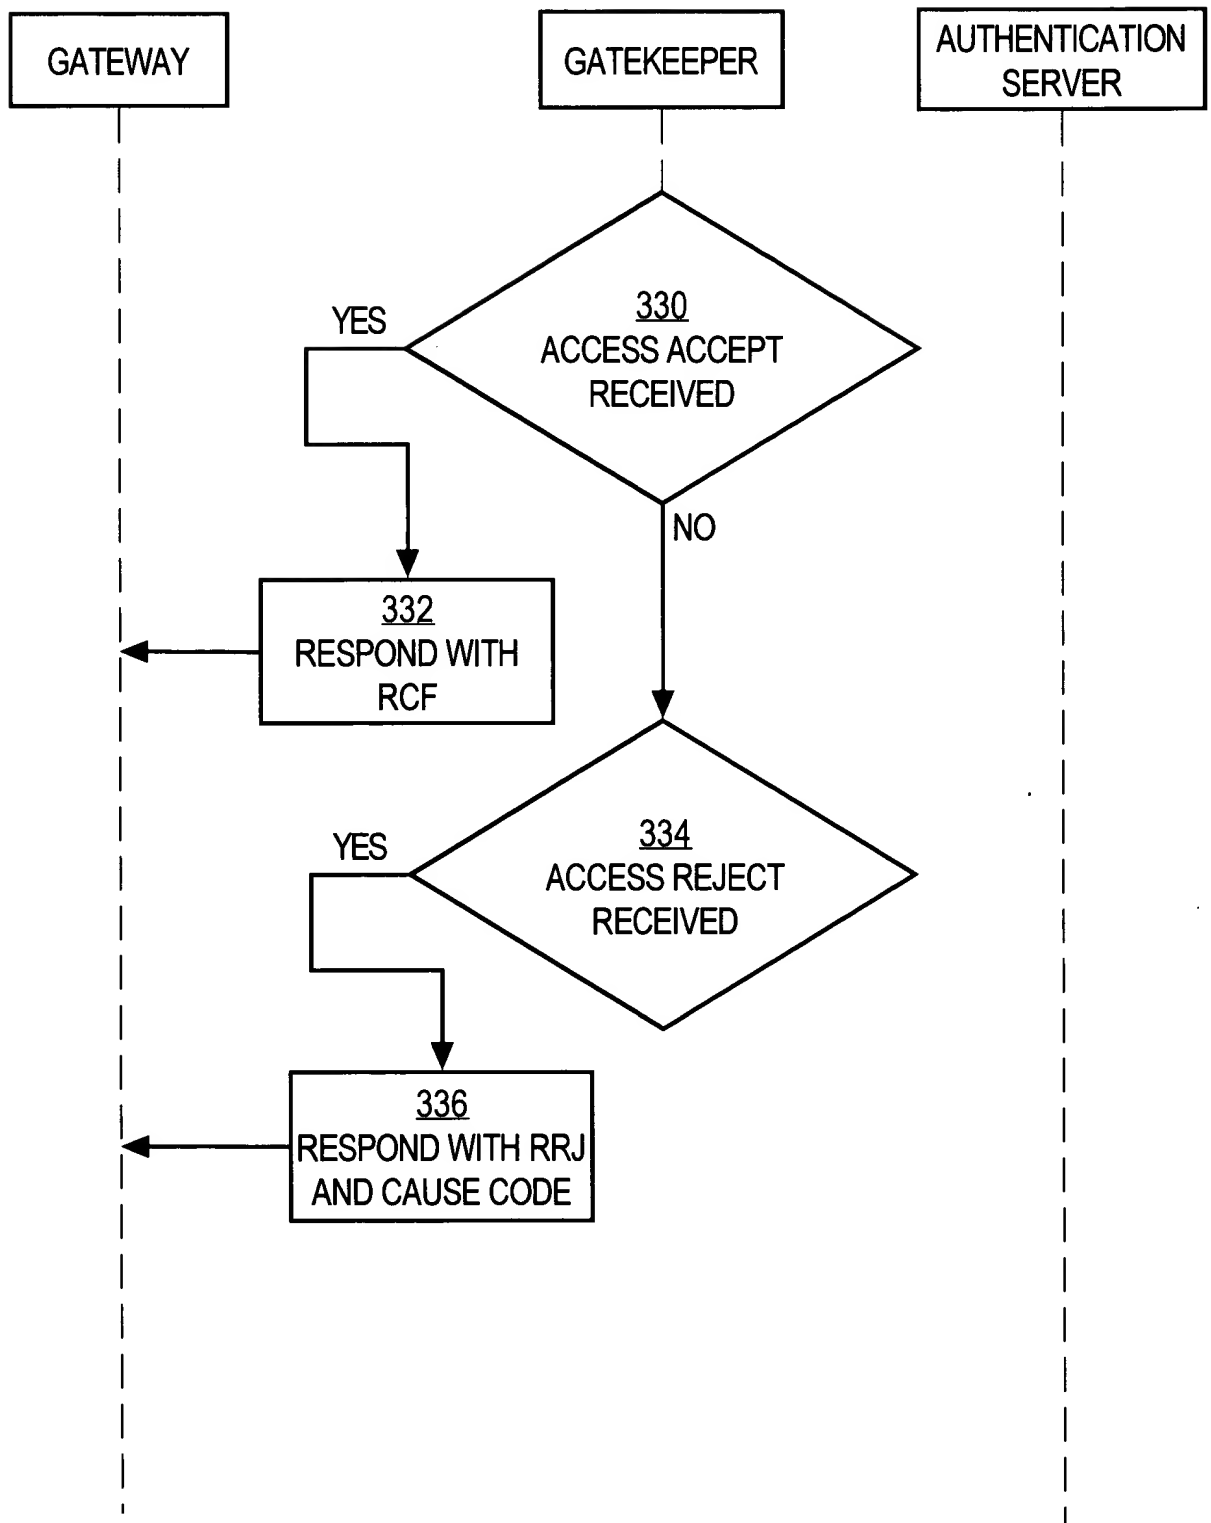 GATEWAY
GATEKEEPER
AUTHENTICATION
SERVER
330
ACCESS ACCEPT
RECEIVED
YES
NO
332
RESPOND WITH
RCF
334
ACCESS REJECT
RECEIVED
YES
336
RESPOND WITH RRJ
AND CAUSE CODE